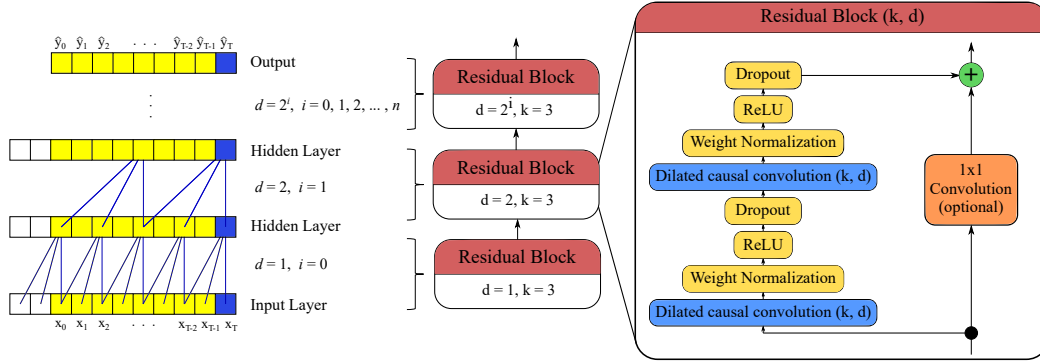 ŷ0 ŷ1 ŷ2 . . . ŷT-2 ŷT-1 ŷT
Output
.
.
.
d = 2^i, i = 0, 1, 2, ... , n
Hidden Layer
d = 2, i = 1
Hidden Layer
d = 1, i = 0
Input Layer
x0 x1 x2 . . . xT-2 xT-1 xT
Residual Block
d = 2^i, k = 3
Residual Block
d = 2, k = 3
Residual Block
d = 1, k = 3
Residual Block (k, d)
Dropout
+
ReLU
Weight Normalization
Dilated causal convolution (k, d)
Dropout
ReLU
Weight Normalization
Dilated causal convolution (k, d)
1x1
Convolution
(optional)